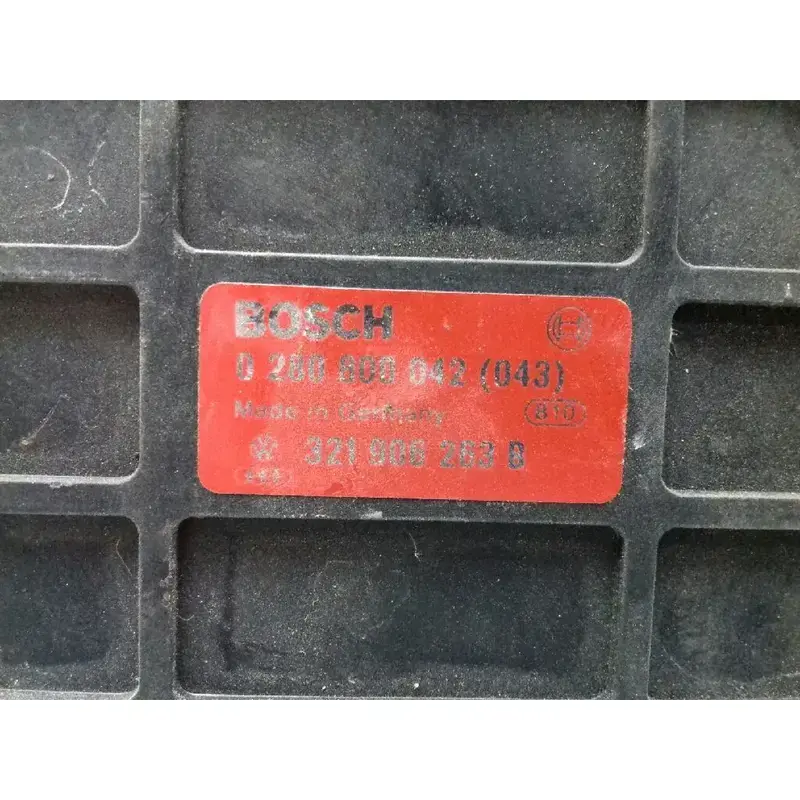 BOSCH
0 280 800 042 (043)
Made in Germany
810
321 906 263 B